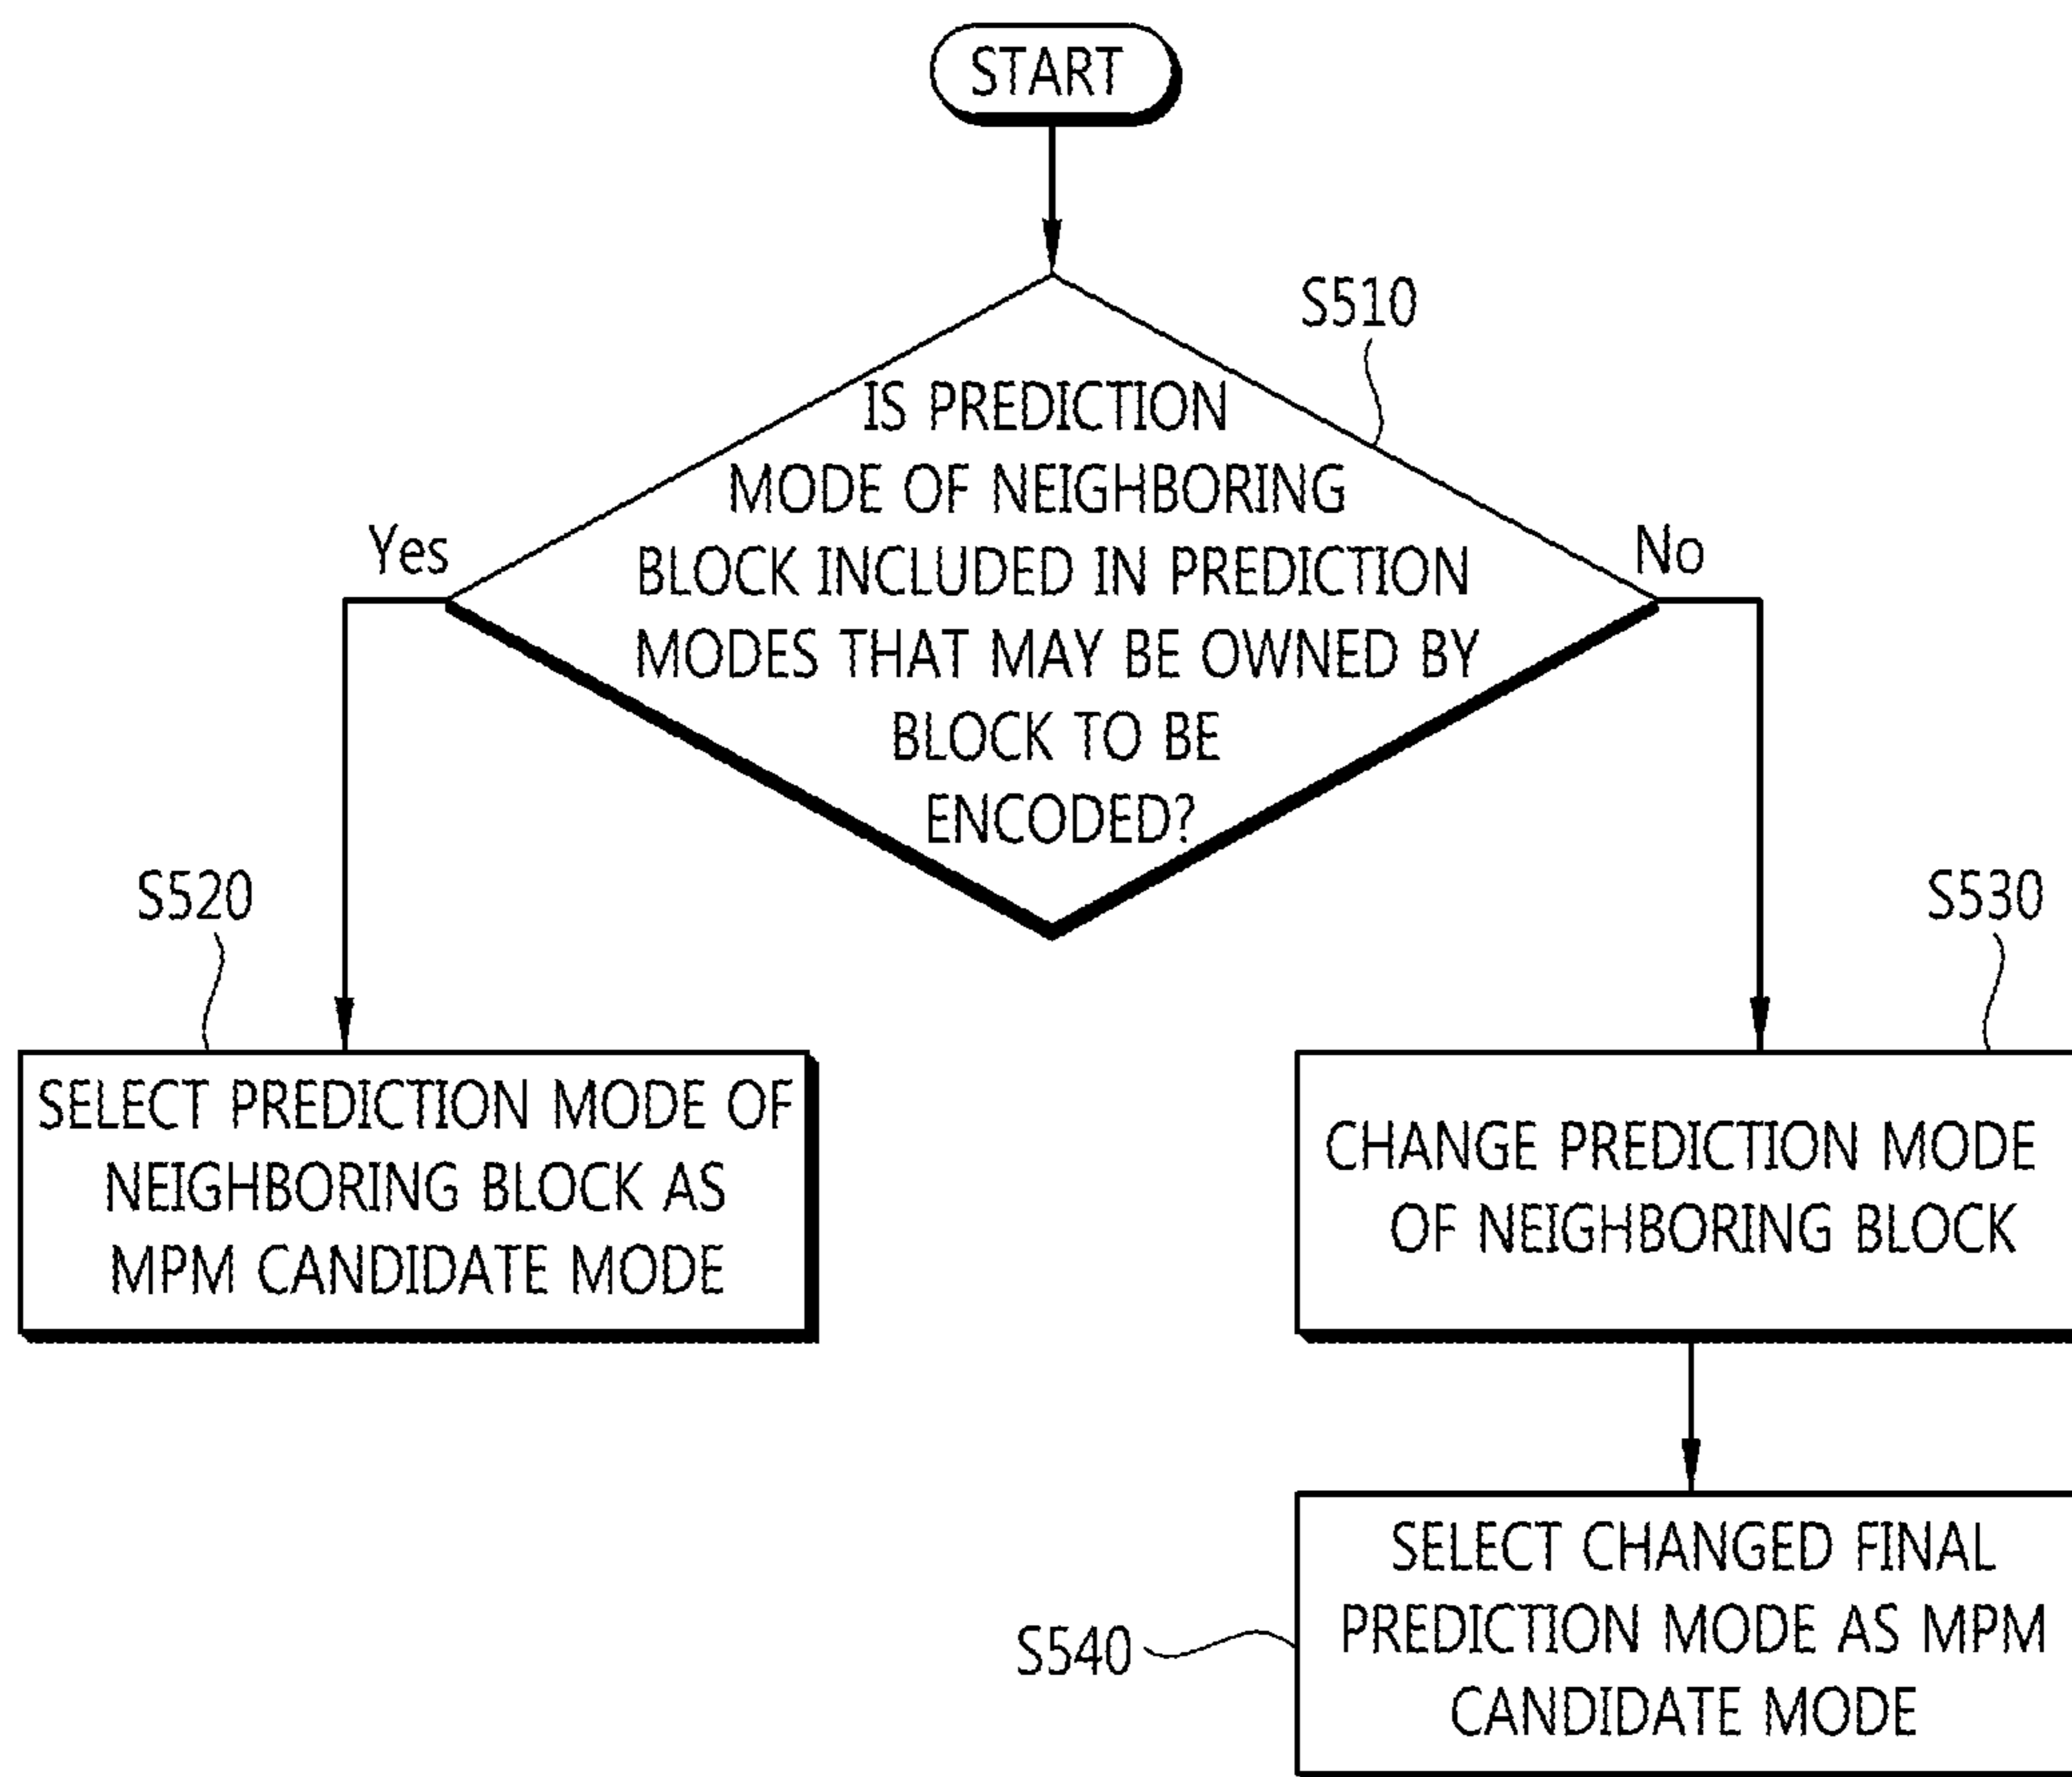 START
S510
IS PREDICTION
MODE OF NEIGHBORING
BLOCK INCLUDED IN PREDICTION
MODES THAT MAY BE OWNED BY
BLOCK TO BE
ENCODED?
Yes
No
S520
SELECT PREDICTION MODE OF
NEIGHBORING BLOCK AS
MPM CANDIDATE MODE
S530
CHANGE PREDICTION MODE
OF NEIGHBORING BLOCK
S540
SELECT CHANGED FINAL
PREDICTION MODE AS MPM
CANDIDATE MODE